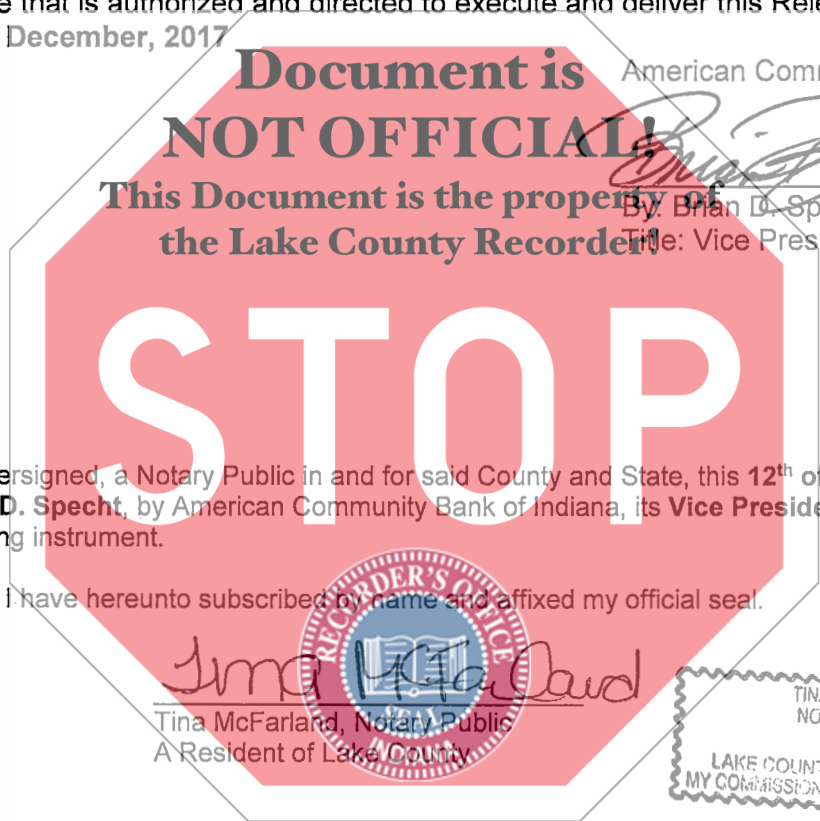 e that is authorized and directed to execute and deliver this Rele
December, 2017
Document is
NOT OFFICIAL!
This Document is the property of
the Lake County Recorder!
American Comm
By: Brian D. Sp
Title: Vice Pres
STOP
ersigned, a Notary Public in and for said County and State, this 12th of
D. Specht, by American Community Bank of Indiana, its Vice Preside
ng instrument.
I have hereunto subscribed by name and affixed my official seal.
RECORDER'S OFFICE
SEAL
INDIANA
Tina McFarland
Tina McFarland, Notary Public
A Resident of Lake County
TIN
NO
LAKE COUNT
MY COMMISSION